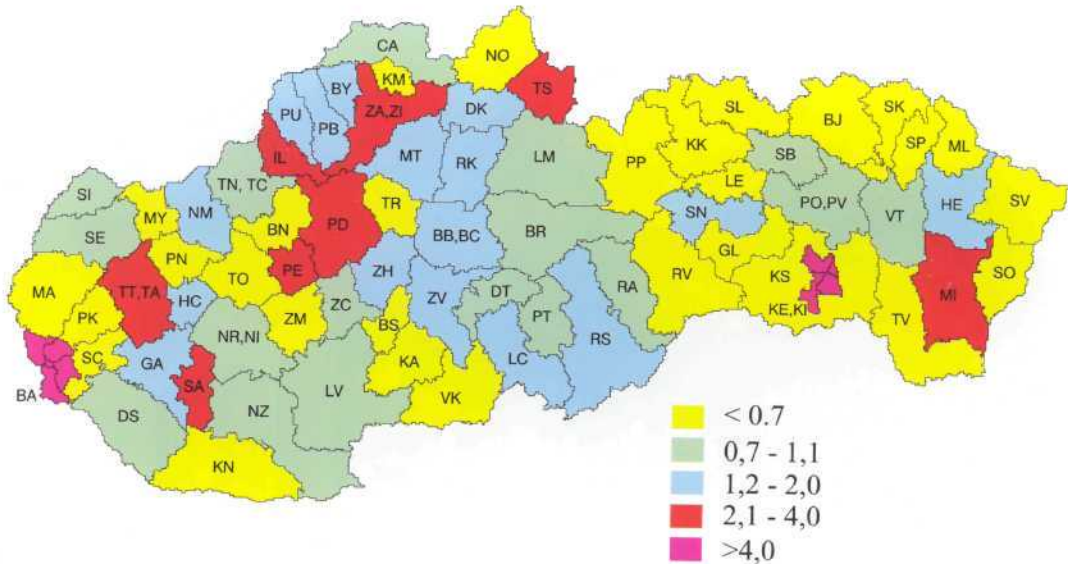 CA
NO
KM
BY
TS
ZA,ZI
PU
DK
SL
SK
PB
BJ
SP
ML
MT
RK
KK
IL
LM
PP
SB
TN, TC
LE
SI
TR
PO,PV
HE
SV
MY
NM
SN
VT
BN
PD
SE
BB,BC
BR
PN
GL
TO
PE
ZH
RV
KS
SO
MA
TT,TA
RA
MI
HC
ZC
ZV
DT
KE,KI
TV
PK
ZM
BS
PT
NR,NI
SC
GA
LC
RS
KA
SA
BA
LV
VK
DS
NZ
KN
< 0.7
0,7 - 1,1
1,2 - 2,0
2,1 - 4,0
>4,0